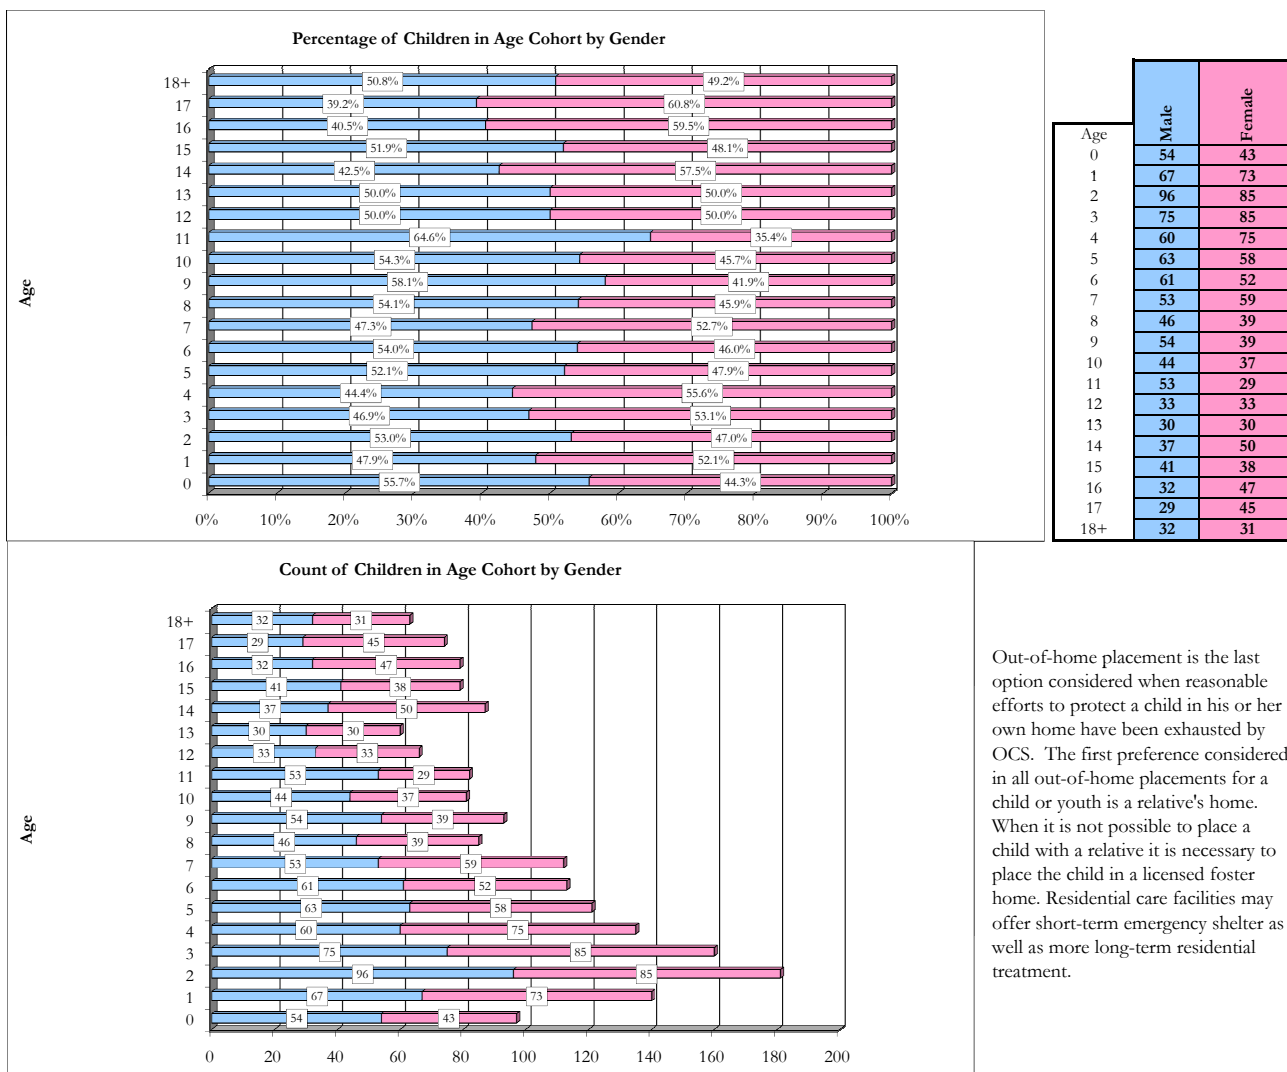 Percentage of Children in Age Cohort by Gender
Age
18+ 50.8% 49.2%
17 39.2% 60.8%
16 40.5% 59.5%
15 51.9% 48.1%
14 42.5% 57.5%
13 50.0% 50.0%
12 50.0% 50.0%
11 64.6% 35.4%
10 54.3% 45.7%
9 58.1% 41.9%
8 54.1% 45.9%
7 47.3% 52.7%
6 54.0% 46.0%
5 52.1% 47.9%
4 44.4% 55.6%
3 46.9% 53.1%
2 53.0% 47.0%
1 47.9% 52.1%
0 55.7% 44.3%
0% 10% 20% 30% 40% 50% 60% 70% 80% 90% 100%
Age Male Female
0 54 43
1 67 73
2 96 85
3 75 85
4 60 75
5 63 58
6 61 52
7 53 59
8 46 39
9 54 39
10 44 37
11 53 29
12 33 33
13 30 30
14 37 50
15 41 38
16 32 47
17 29 45
18+ 32 31
Count of Children in Age Cohort by Gender
Age
18+ 32 31
17 29 45
16 32 47
15 41 38
14 37 50
13 30 30
12 33 33
11 53 29
10 44 37
9 54 39
8 46 39
7 53 59
6 61 52
5 63 58
4 60 75
3 75 85
2 96 85
1 67 73
0 54 43
0 20 40 60 80 100 120 140 160 180 200
Out-of-home placement is the last
option considered when reasonable
efforts to protect a child in his or her
own home have been exhausted by
OCS. The first preference considered
in all out-of-home placements for a
child or youth is a relative's home.
When it is not possible to place a
child with a relative it is necessary to
place the child in a licensed foster
home. Residential care facilities may
offer short-term emergency shelter as
well as more long-term residential
treatment.